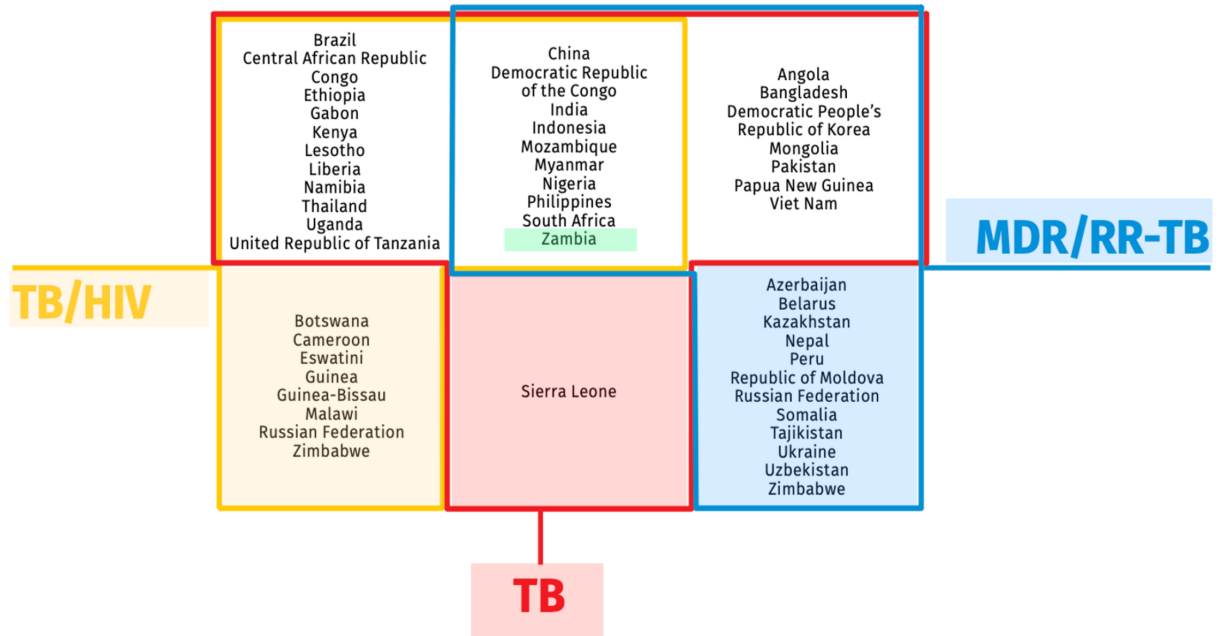 Brazil
Central African Republic
Congo
Ethiopia
Gabon
Kenya
Lesotho
Liberia
Namibia
Thailand
Uganda
United Republic of Tanzania
China
Democratic Republic
of the Congo
India
Indonesia
Mozambique
Myanmar
Nigeria
Philippines
South Africa
Zambia
Angola
Bangladesh
Democratic People's
Republic of Korea
Mongolia
Pakistan
Papua New Guinea
Viet Nam
MDR/RR-TB
TB/HIV
Botswana
Cameroon
Eswatini
Guinea
Guinea-Bissau
Malawi
Russian Federation
Zimbabwe
Sierra Leone
Azerbaijan
Belarus
Kazakhstan
Nepal
Peru
Republic of Moldova
Russian Federation
Somalia
Tajikistan
Ukraine
Uzbekistan
Zimbabwe
TB